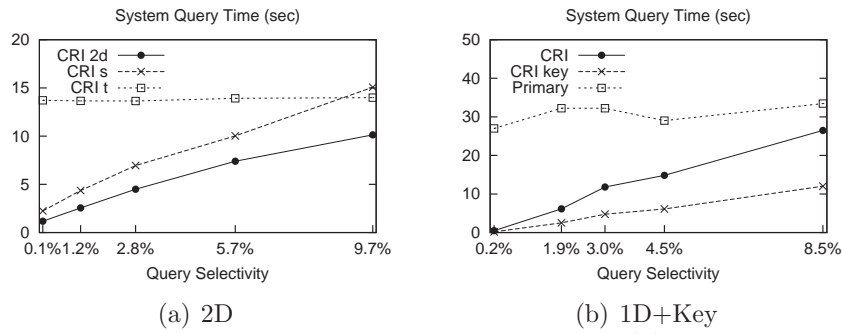 System Query Time (sec)
20
15
10
5
0
CRI 2d
CRI s
CRI t
0.1%
1.2%
2.8%
5.7%
9.7%
Query Selectivity
(a) 2D
System Query Time (sec)
50
40
30
20
10
0
CRI
CRI key
Primary
0.2%
1.9%
3.0%
4.5%
8.5%
Query Selectivity
(b) 1D+Key